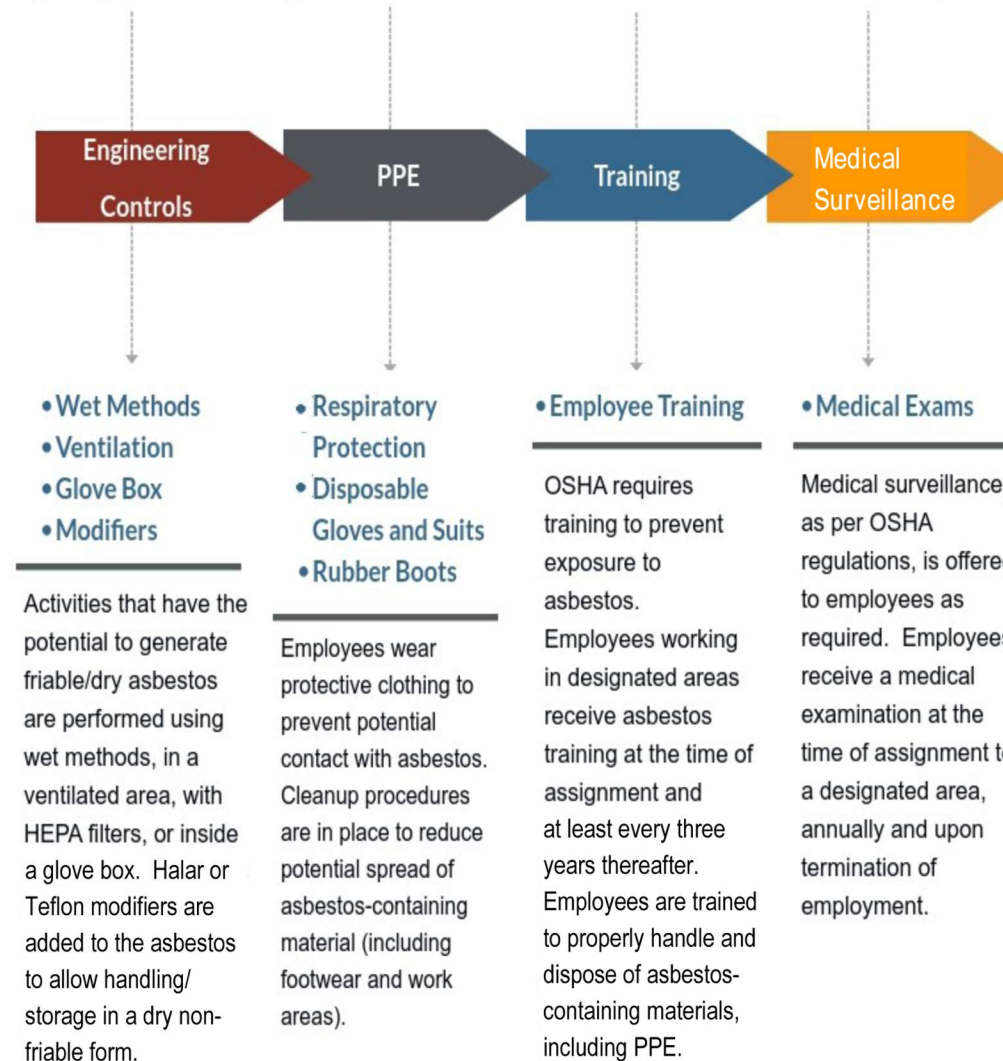 Engineering
Controls
PPE
Training
Medical
Surveillance
• Wet Methods
• Ventilation
• Glove Box
• Modifiers
Activities that have the
potential to generate
friable/dry asbestos
are performed using
wet methods, in a
ventilated area, with
HEPA filters, or inside
a glove box. Halar or
Teflon modifiers are
added to the asbestos
to allow handling/
storage in a dry non-
friable form.
• Respiratory
Protection
• Disposable
Gloves and Suits
• Rubber Boots
Employees wear
protective clothing to
prevent potential
contact with asbestos.
Cleanup procedures
are in place to reduce
potential spread of
asbestos-containing
material (including
footwear and work
areas).
• Employee Training
OSHA requires
training to prevent
exposure to
asbestos.
Employees working
in designated areas
receive asbestos
training at the time of
assignment and
at least every three
years thereafter.
Employees are trained
to properly handle and
dispose of asbestos-
containing materials,
including PPE.
• Medical Exams
Medical surveillance
as per OSHA
regulations, is offere
to employees as
required. Employees
receive a medical
examination at the
time of assignment t
a designated area,
annually and upon
termination of
employment.